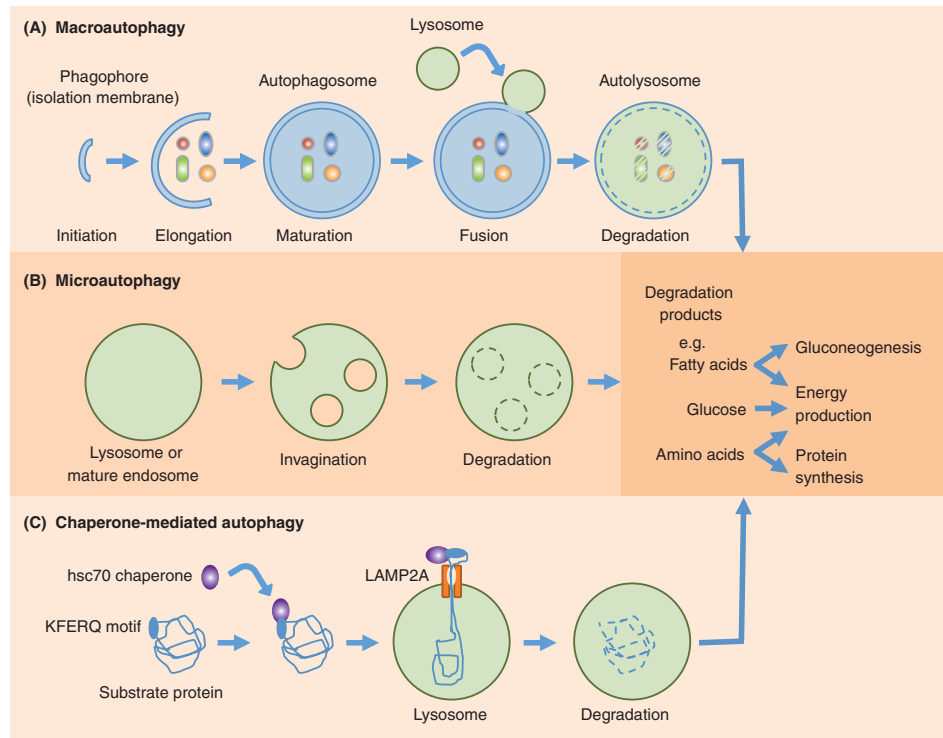 (A) Macroautophagy
Lysosome
Phagophore
(isolation membrane)
Autophagosome
Autolysosome
Initiation
Elongation
Maturation
Fusion
Degradation
(B) Microautophagy
Lysosome or
mature endosome
Invagination
Degradation
Degradation
products
e.g.
Fatty acids
Gluconeogenesis
Glucose
Energy
production
Amino acids
Protein
synthesis
(C) Chaperone-mediated autophagy
hsc70 chaperone
KFERQ motif
Substrate protein
LAMP2A
Lysosome
Degradation